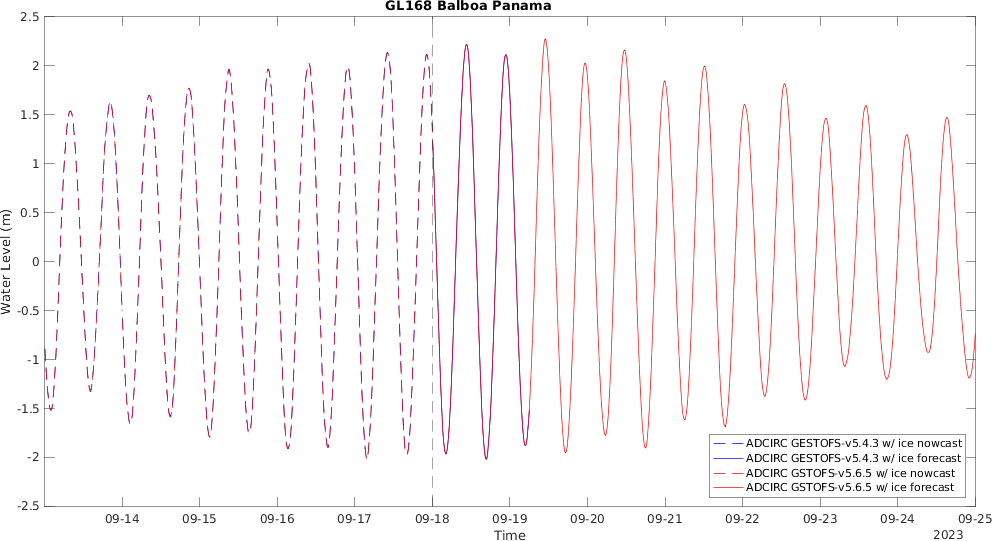 GL168 Balboa Panama
2.5
2
1.5
1
0.5
0
-0.5
-1
-1.5
-2
-2.5
Water Level (m)
ADCIRC GESTOFS-v5.4.3 w/ ice nowcast
ADCIRC GESTOFS-v5.4.3 w/ ice forecast
ADCIRC GSTOFS-v5.6.5 w/ ice nowcast
ADCIRC GSTOFS-v5.6.5 w/ ice forecast
09-14 09-15 09-16 09-17 09-18 09-19 09-20 09-21 09-22 09-23 09-24 09-25
Time
2023